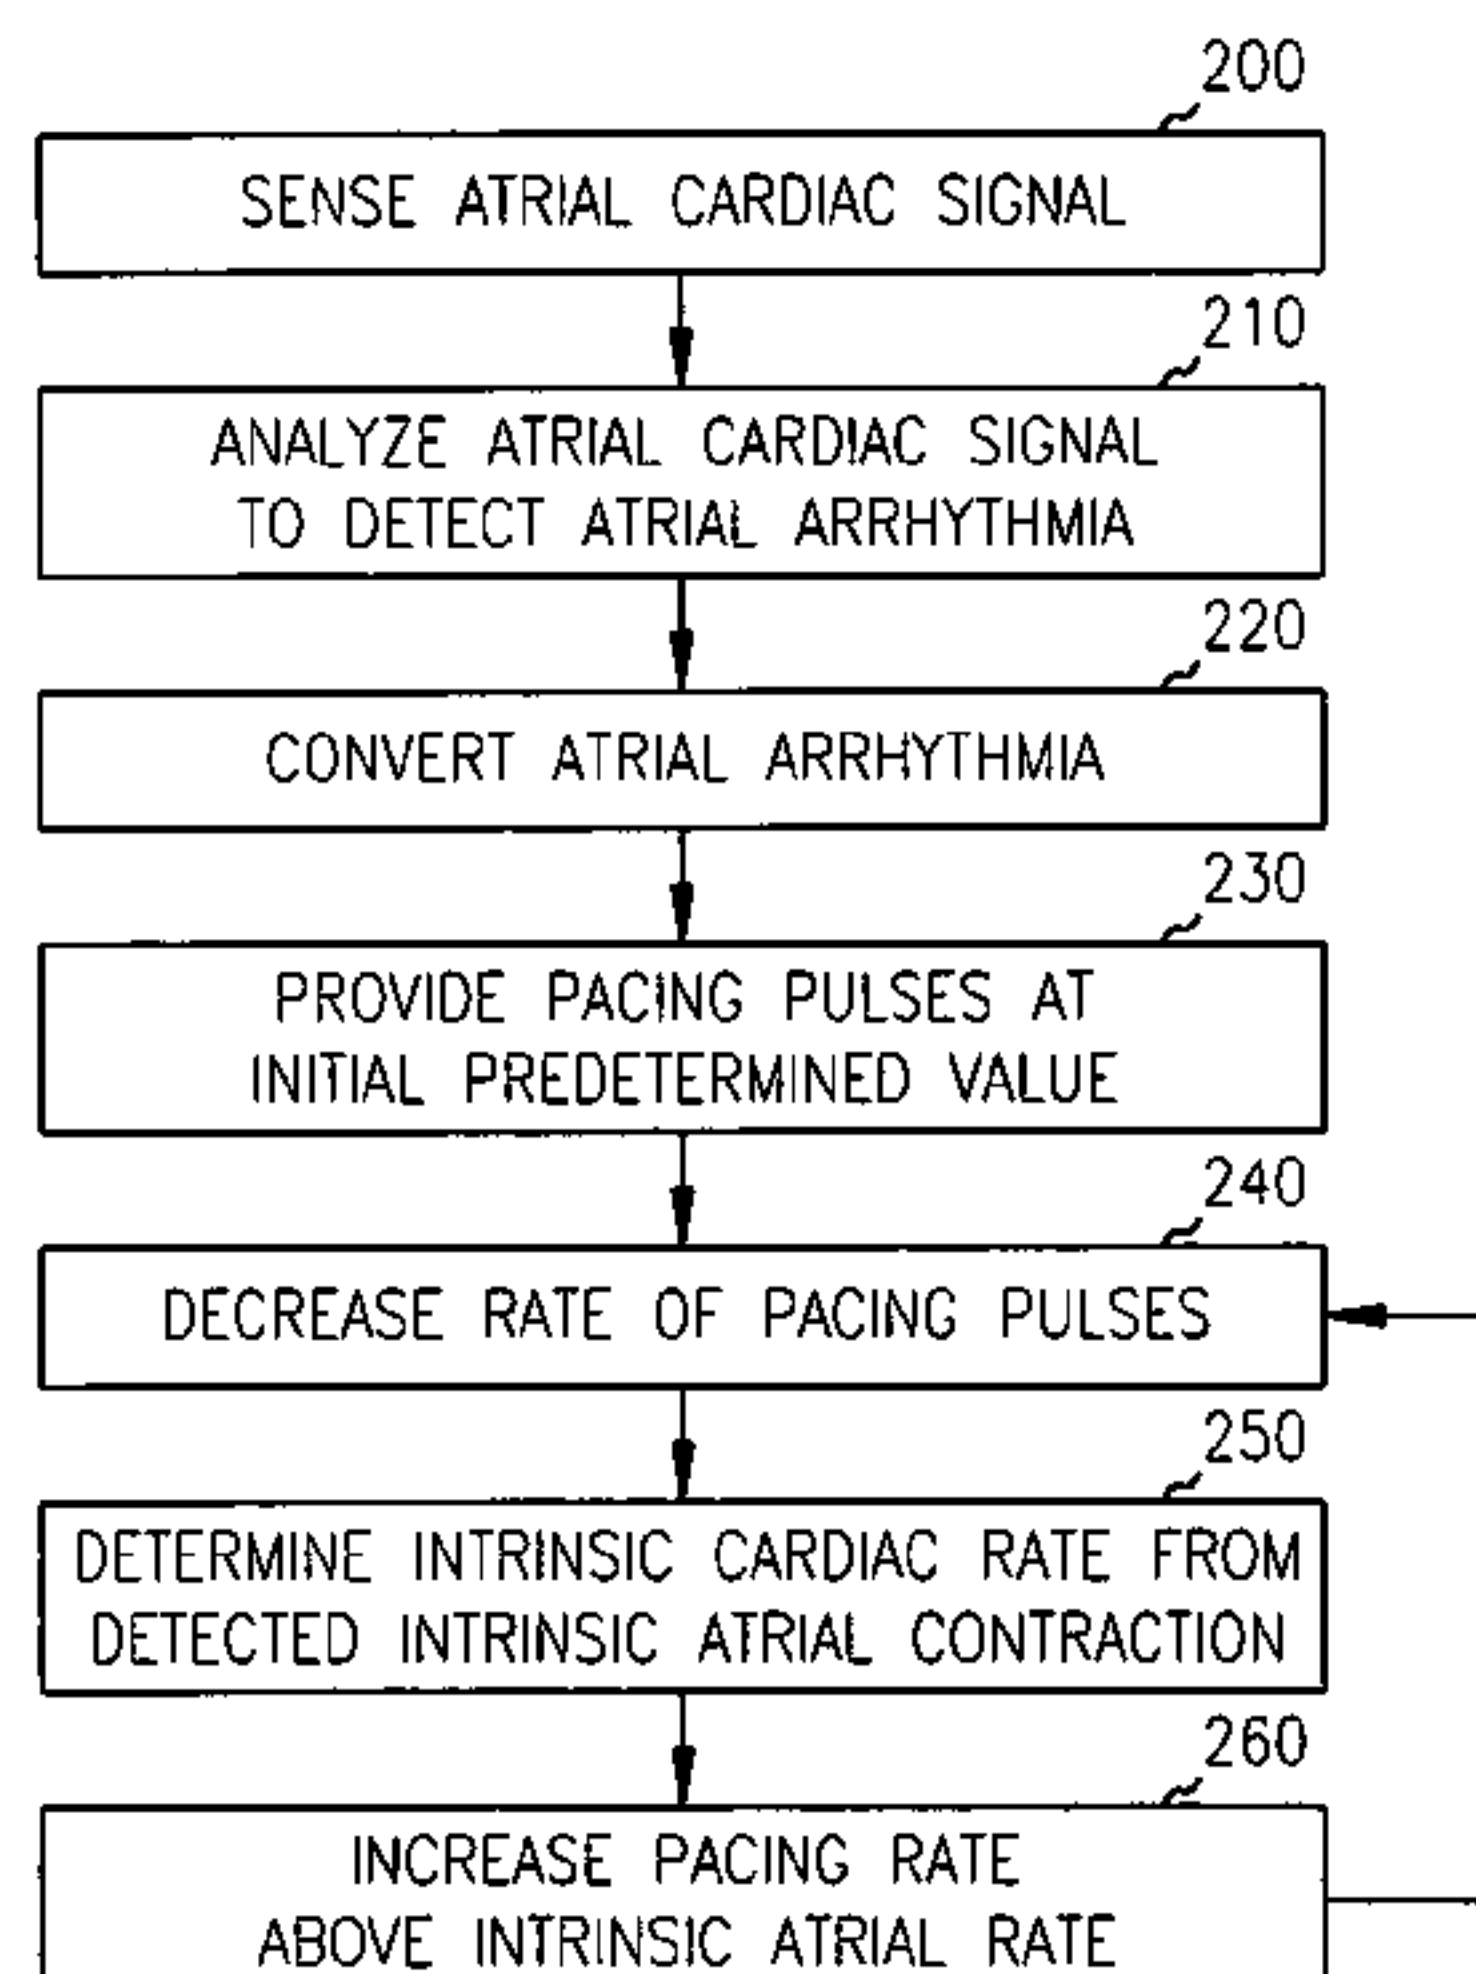 200
SENSE ATRIAL CARDIAC SIGNAL
210
ANALYZE ATRIAL CARDIAC SIGNAL
TO DETECT ATRIAL ARRHYTHMIA
220
CONVERT ATRIAL ARRHYTHMIA
230
PROVIDE PACING PULSES AT
INITIAL PREDETERMINED VALUE
240
DECREASE RATE OF PACING PULSES
250
DETERMINE INTRINSIC CARDIAC RATE FROM
DETECTED INTRINSIC ATRIAL CONTRACTION
260
INCREASE PACING RATE
ABOVE INTRINSIC ATRIAL RATE